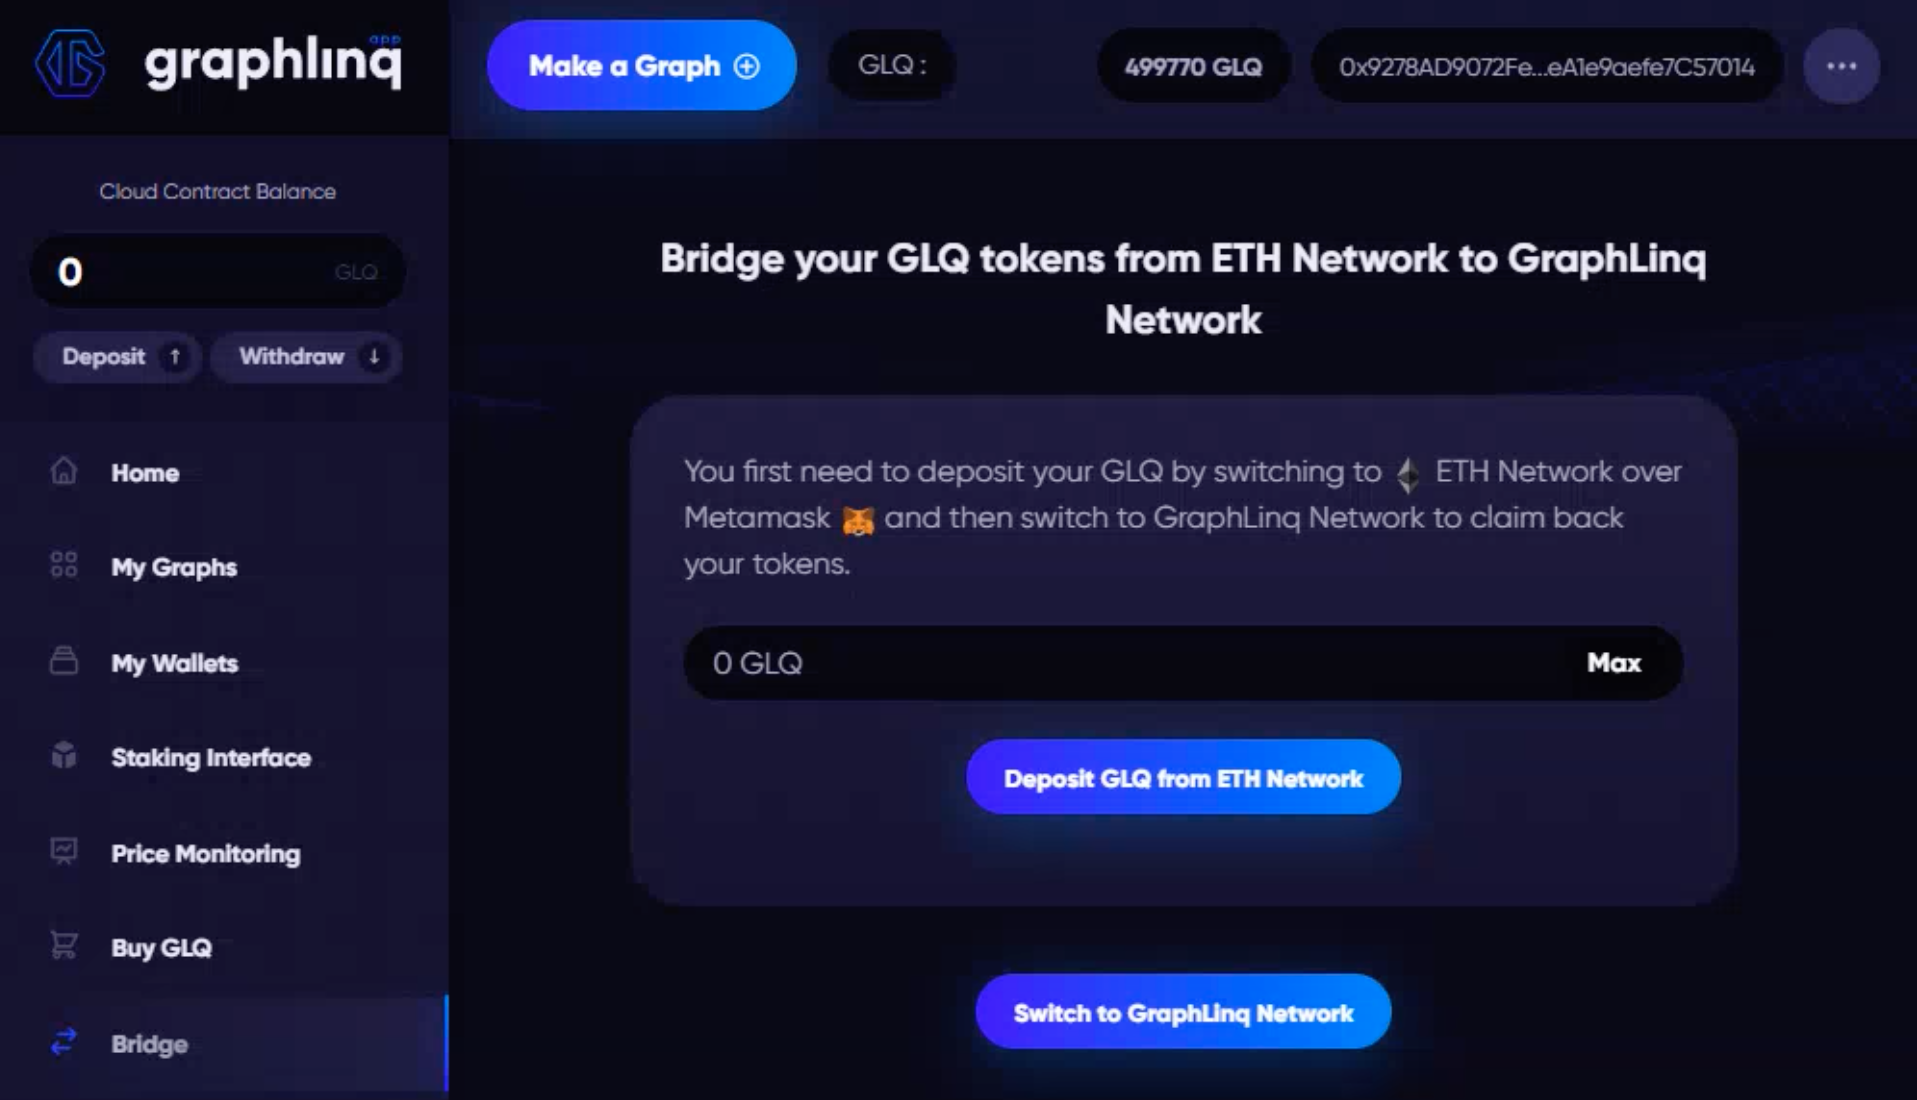 graphlinq app
Make a Graph
GLQ :
499770 GLQ
0x9278AD9072Fe...eA1e9aefe7C57014
Cloud Contract Balance
0 GLQ
Deposit
Withdraw
Home
My Graphs
My Wallets
Staking Interface
Price Monitoring
Buy GLQ
Bridge
Bridge your GLQ tokens from ETH Network to GraphLinq
Network
You first need to deposit your GLQ by switching to ETH Network over
Metamask and then switch to GraphLinq Network to claim back
your tokens.
0 GLQ Max
Deposit GLQ from ETH Network
Switch to GraphLinq Network